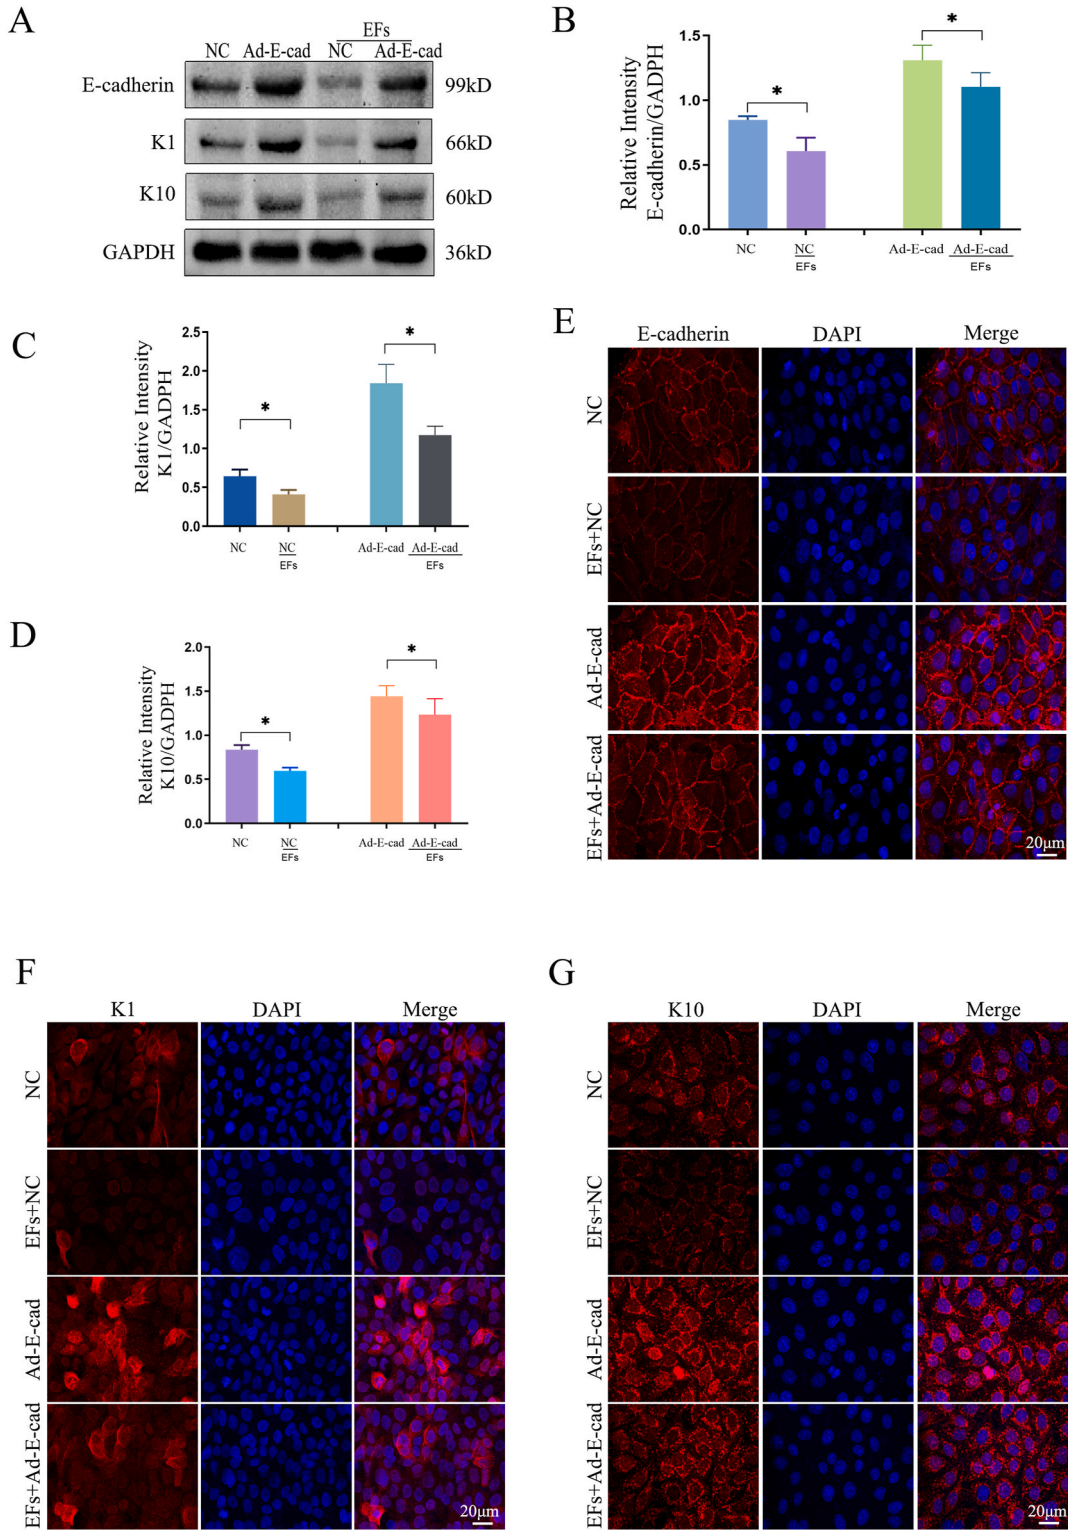 A
EFs
NC Ad-E-cad NC Ad-E-cad
E-cadherin 99kD
K1 66kD
K10 60kD
GAPDH 36kD
B
Relative Intensity
E-cadherin/GADPH
1.5
1.0
0.5
0.0
*
*
NC NC Ad-E-cad Ad-E-cad
EFs EFs
C
Relative Intensity
K1/GADPH
2.5
2.0
1.5
1.0
0.5
0.0
*
*
NC NC Ad-E-cad Ad-E-cad
EFs EFs
D
Relative Intensity
K10/GADPH
2.0
1.5
1.0
0.5
0.0
*
*
NC NC Ad-E-cad Ad-E-cad
EFs EFs
E
E-cadherin DAPI Merge
NC
EFs+NC
Ad-E-cad
EFs+Ad-E-cad
20μm
F
K1 DAPI Merge
NC
EFs+NC
Ad-E-cad
EFs+Ad-E-cad
20μm
G
K10 DAPI Merge
NC
EFs+NC
Ad-E-cad
EFs+Ad-E-cad
20μm